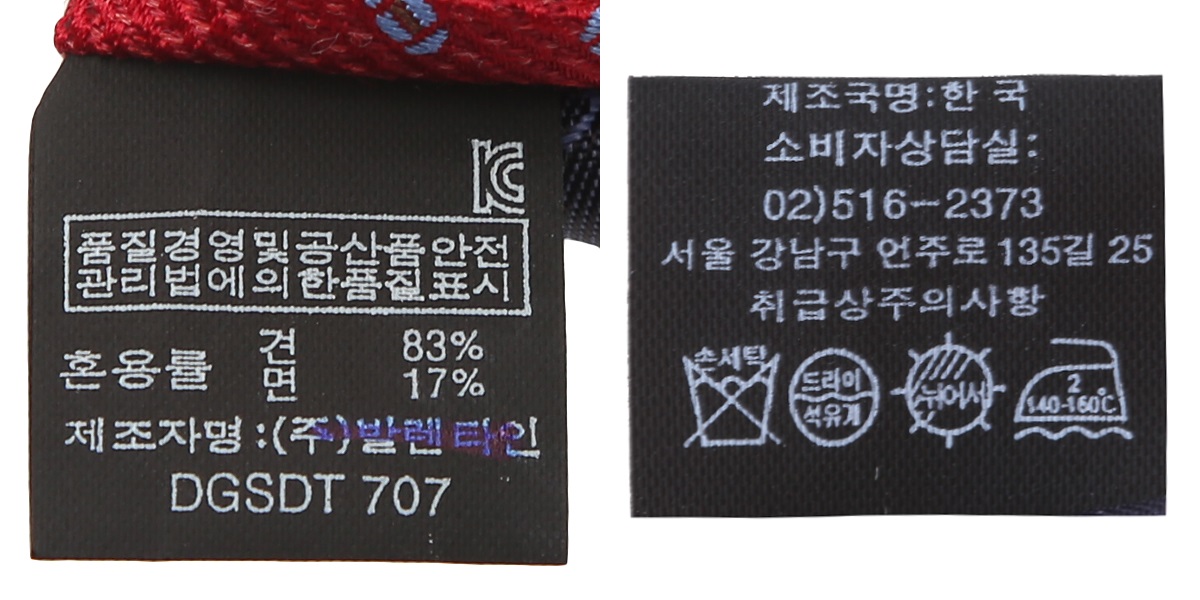 KC
품질경영및공산품안전
관리법에의한품질표시
혼용률 견 83%
면 17%
제조자명:(주)발렌타인
DGSDT 707
제조국명:한 국
소비자상담실:
02)516-2373
서울 강남구 언주로 135길 25
취급상주의사항
손세탁
드라이
석유계
뉘어서
2
140-160℃